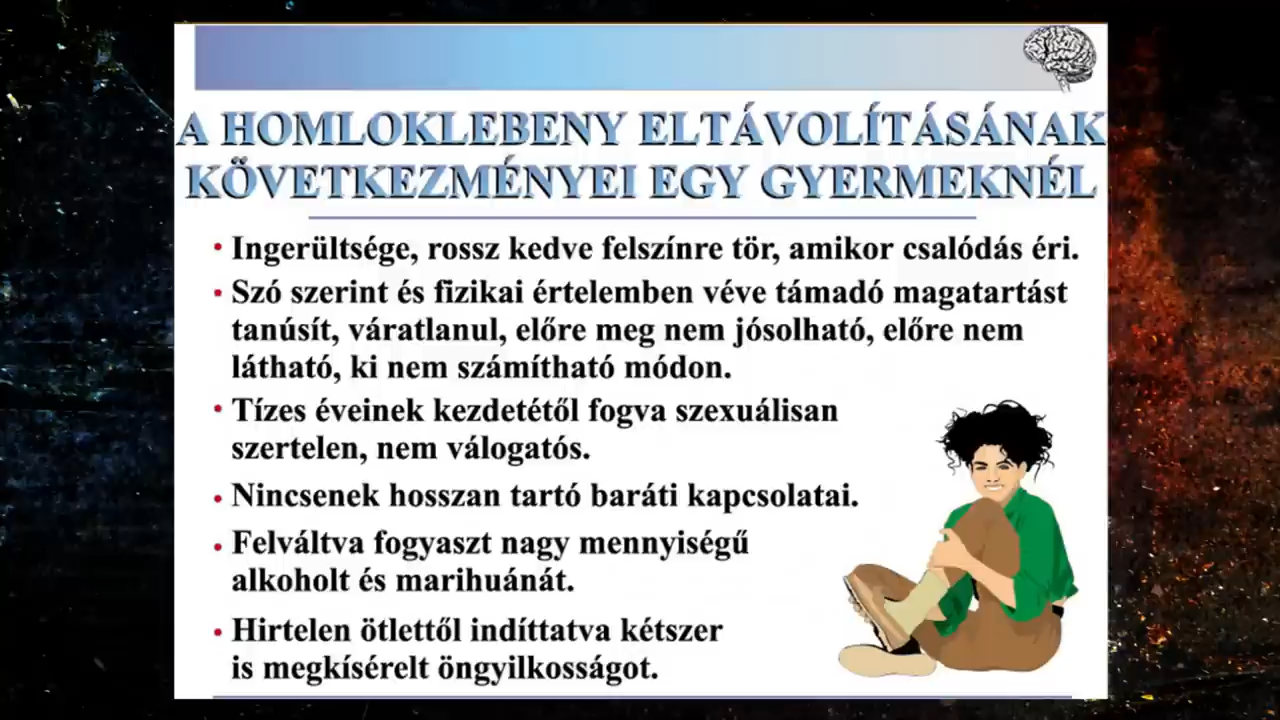 A HOMLOKLEBENY ELTÁVOLÍTÁSÁNAK
KÖVETKEZMÉNYEI EGY GYERMEKNÉL
• Ingerültsége, rossz kedve felszínre tör, amikor csalódás éri.
• Szó szerint és fizikai értelemben véve támadó magatartást
tanúsít, váratlanul, előre meg nem jósolható, előre nem
látható, ki nem számítható módon.
• Tízes éveinek kezdetétől fogva szexuálisan
szertelen, nem válogatós.
• Nincsenek hosszan tartó baráti kapcsolatai.
• Felváltva fogyaszt nagy mennyiségű
alkoholt és marihuánát.
• Hirtelen ötlettől indíttatva kétszer
is megkísérelt öngyilkosságot.